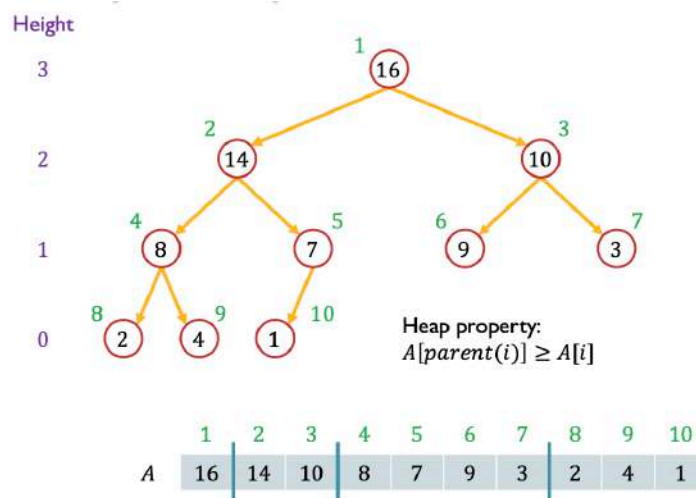 Height
1
3 16
2 3
2 14 10
4 5 6 7
1 8 7 9 3
8 9 10
0 2 4 1
Heap property:
A[parent(i)] ≥ A[i]
1 2 3 4 5 6 7 8 9 10
A 16 14 10 8 7 9 3 2 4 1